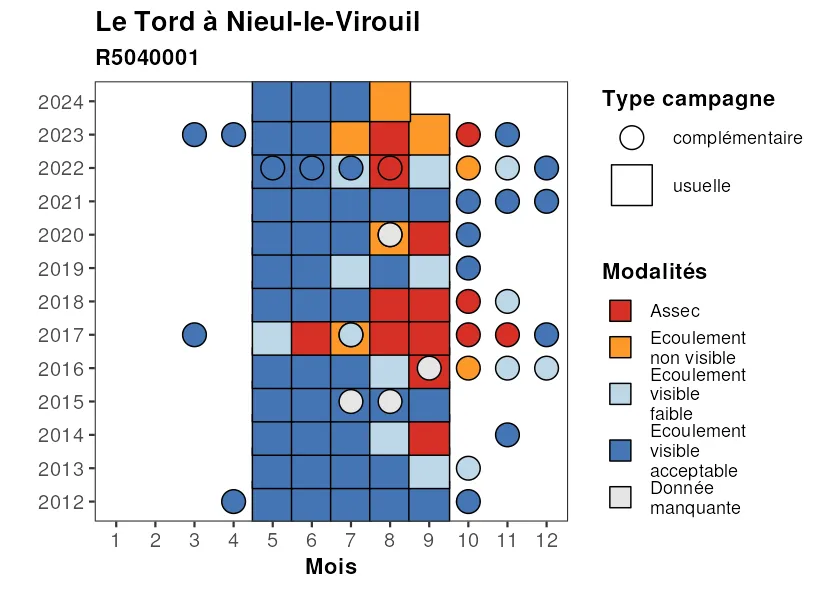 Le Tord à Nieul-le-Virouil
R5040001
2024
2023
2022
2021
2020
2019
2018
2017
2016
2015
2014
2013
2012
1 2 3 4 5 6 7 8 9 10 11 12
Mois
Type campagne
complémentaire
usuelle
Modalités
Assec
Ecoulement
non visible
Ecoulement
visible
faible
Ecoulement
visible
acceptable
Donnée
manquante